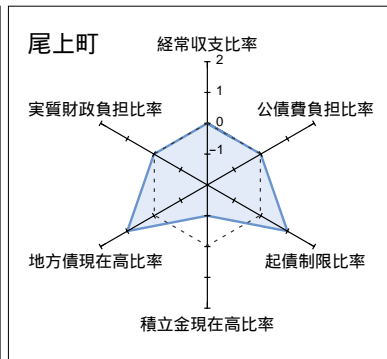 尾上町
経常収支比率
2
1
0
-1
実質財政負担比率
公債費負担比率
地方債現在高比率
起債制限比率
積立金現在高比率